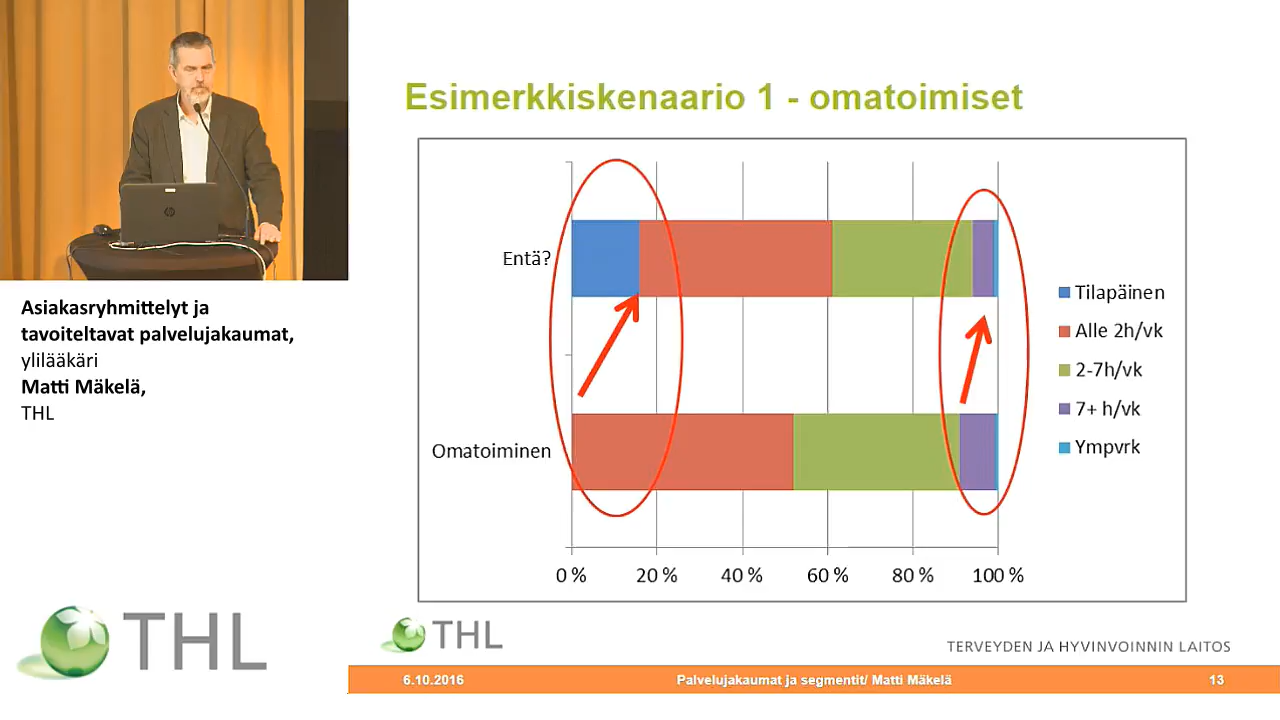 Esimerkkiskenaario 1 - omatoimiset
Entä?
Omatoiminen
0 % 20 % 40 % 60 % 80 % 100 %
Tilapäinen
Alle 2h/vk
2-7h/vk
7+ h/vk
Ympvrk
Asiakasryhmittelyt ja
tavoiteltavat palvelujakaumat,
ylilääkäri
Matti Mäkelä,
THL
THL
THL
TERVEYDEN JA HYVINVOINNIN LAITOS
6.10.2016 Palvelujakaumat ja segmentit/ Matti Mäkelä 13
hp